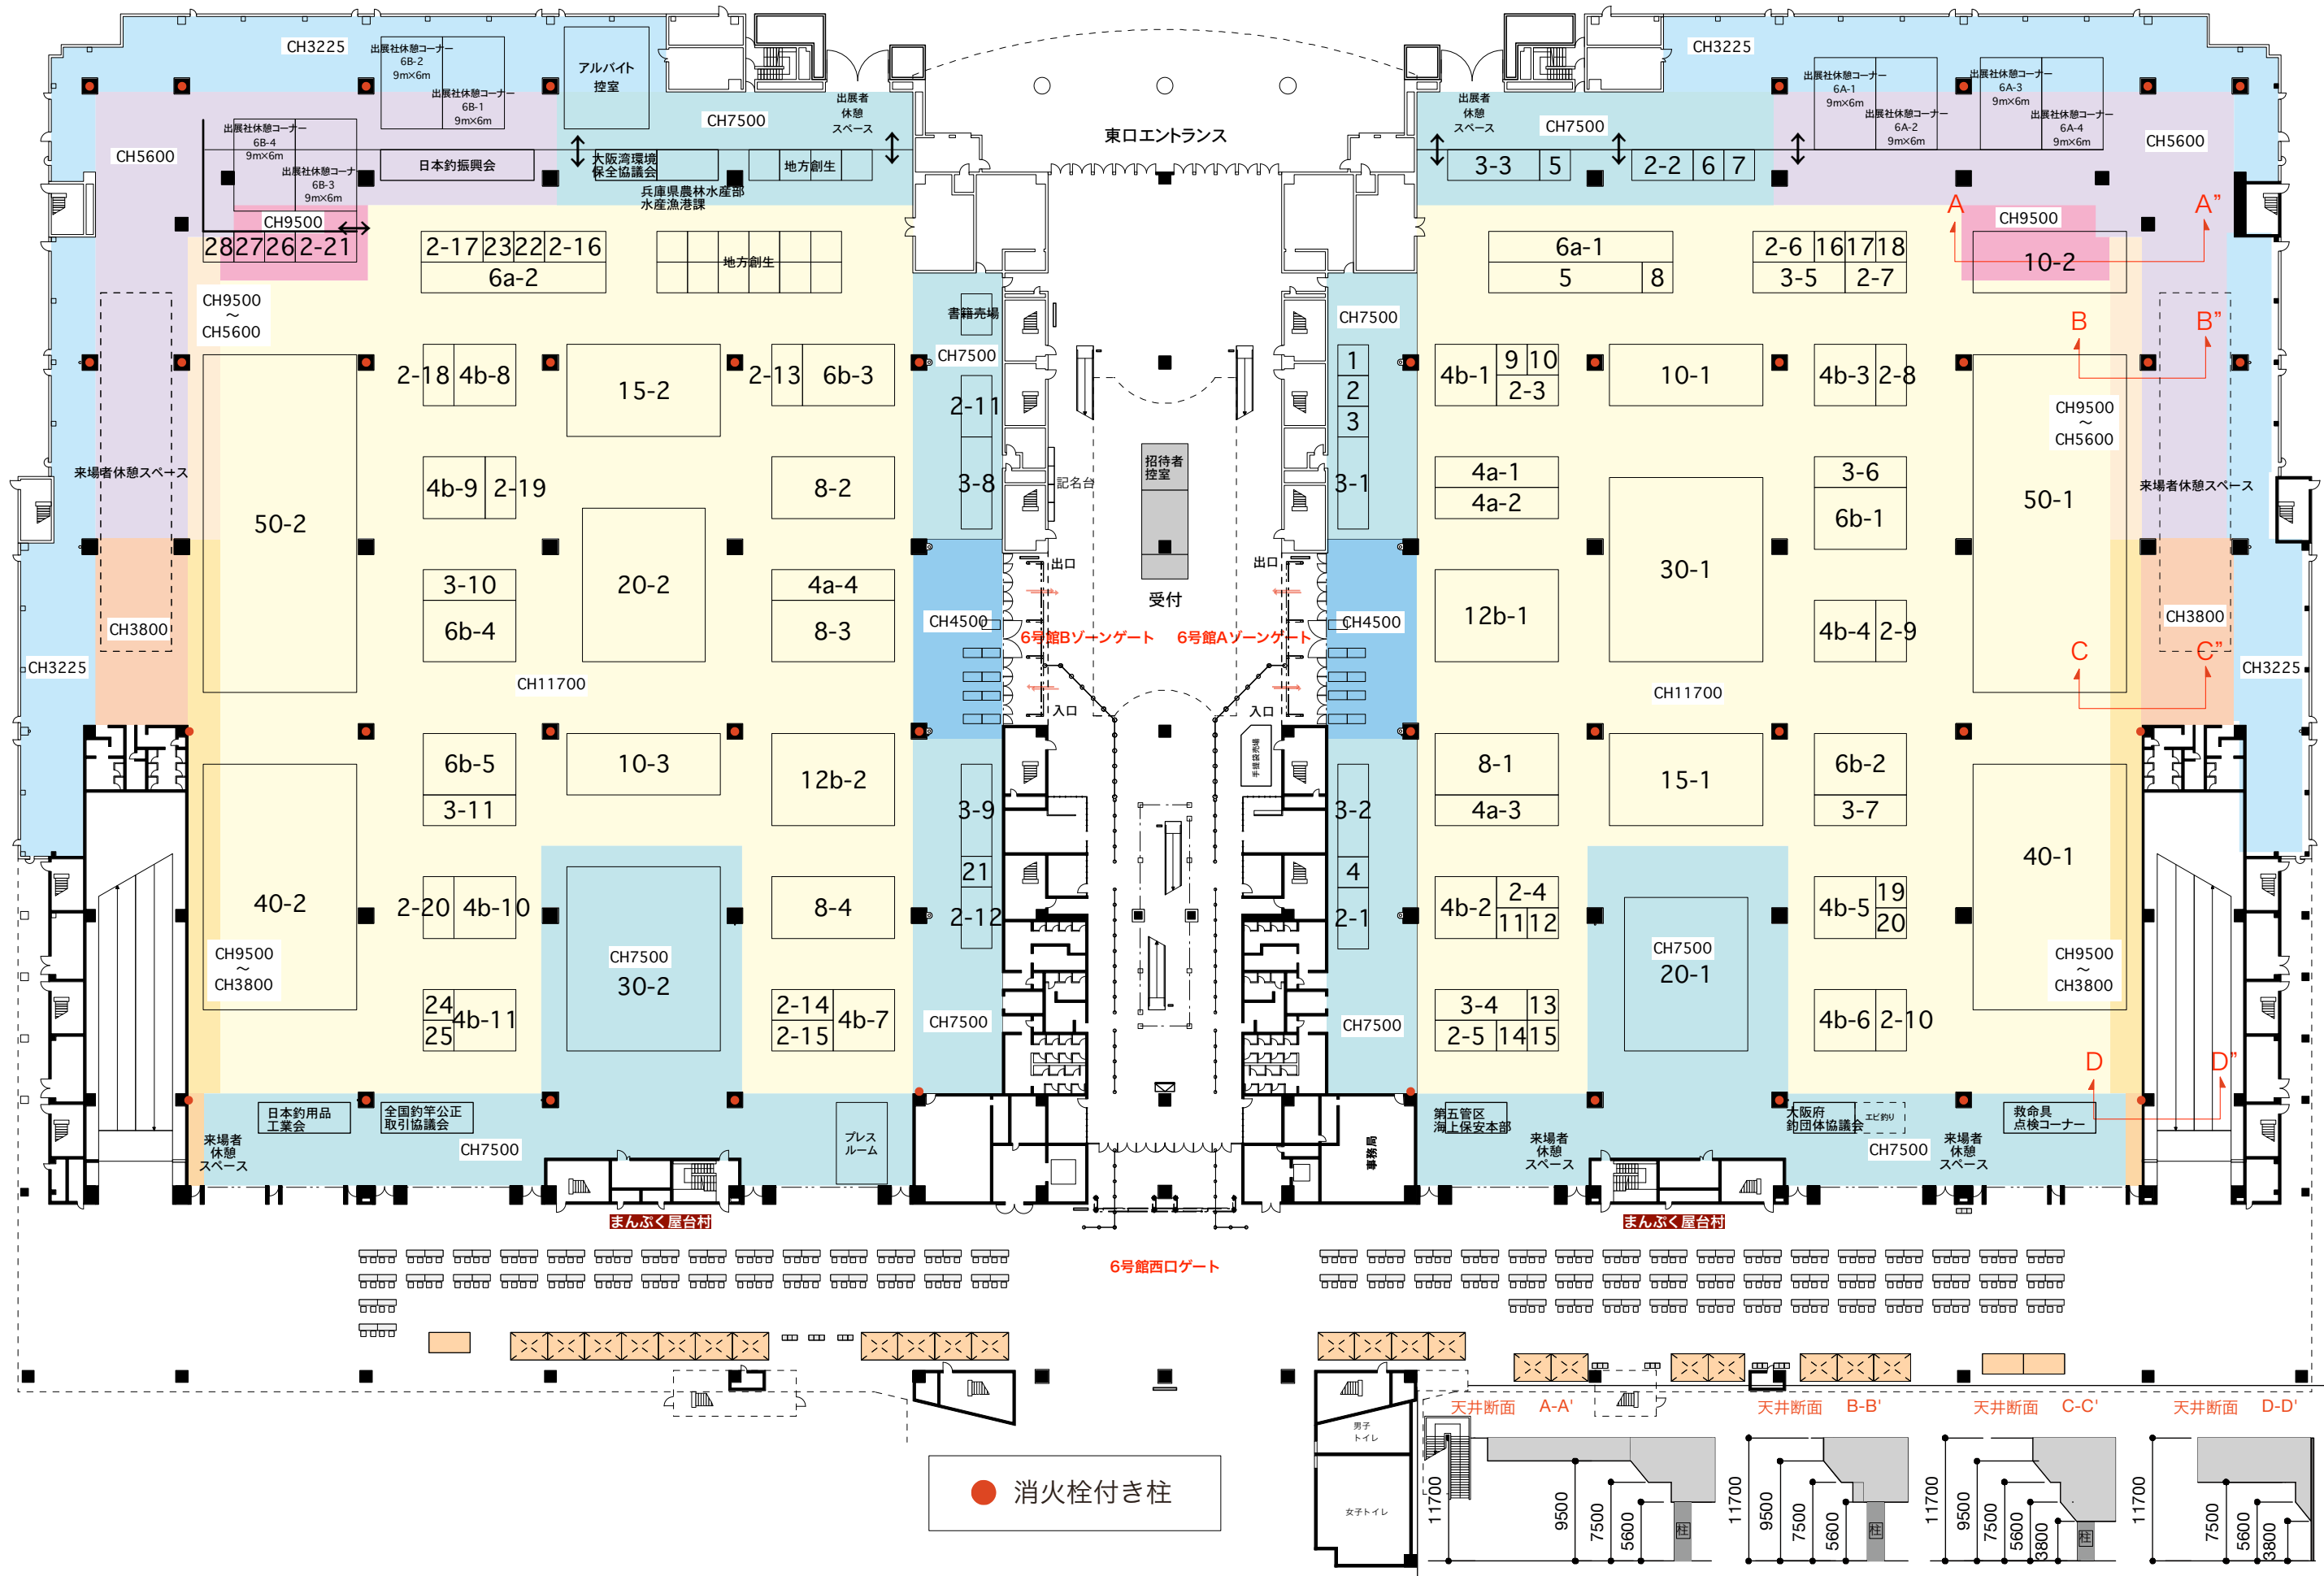 CH3225
出展社休憩コーナー
6B-2
9m×6m
出展社休憩コーナー
6B-1
9m×6m
アルバイト
控室
CH7500
出展者
休憩
スペース
東口エントランス
出展者
休憩
スペース
CH7500
CH3225
出展社休憩コーナー
6A-1
9m×6m
出展社休憩コーナー
6A-2
9m×6m
出展社休憩コーナー
6A-3
9m×6m
出展社休憩コーナー
6A-4
9m×6m
CH5600
CH5600
出展社休憩コーナー
6B-4
9m×6m
出展社休憩コーナー
6B-3
9m×6m
日本釣振興会
大阪湾環境
保全協議会
地方創生
兵庫県農林水産部
水産漁港課
3-3 5
2-2 6 7
CH9500
28 27 26 2-21
2-17 23 22 2-16
6a-2
地方創生
6a-1
5 8
2-6 16 17 18
3-5 2-7
CH9500
10-2
A A”
CH9500
～
CH5600
書籍売場
CH7500
CH7500
B B”
2-18 4b-8
15-2
2-13 6b-3
2-11
1
2
3
4b-1 9 10
2-3
10-1
4b-3 2-8
CH9500
～
CH5600
来場者休憩スペース
50-2
4b-9 2-19
8-2
3-8
記名台
招待者
控室
3-1
4a-1
4a-2
3-6
6b-1
50-1
来場者休憩スペース
20-2
3-10
6b-4
4a-4
8-3
出口
出口
受付
30-1
12b-1
4b-4 2-9
CH3800
CH4500
6号館Bゾーンゲート
6号館Aゾーンゲート
CH4500
CH3800
CH3225
CH11700
入口
入口
CH11700
C C”
CH3225
6b-5
3-11
10-3
12b-2
手提袋売場
8-1
4a-3
15-1
6b-2
3-7
3-9
21
2-12
3-2
4
2-1
40-2
2-20 4b-10
8-4
4b-2 2-4
11 12
4b-5 19
20
40-1
CH9500
～
CH3800
CH7500
30-2
CH7500
20-1
CH9500
～
CH3800
24
25
4b-11
2-14
2-15
4b-7
CH7500
CH7500
3-4 13
2-5 14 15
4b-6 2-10
D D”
日本釣用品
工業会
全国釣竿公正
取引協議会
来場者
休憩
スペース
CH7500
プレス
ルーム
事務局
第五管区
海上保安本部
来場者
休憩
スペース
大阪府
釣団体協議会
エビ釣り
CH7500
来場者
休憩
スペース
救命具
点検コーナー
まんぷく屋台村
まんぷく屋台村
6号館西口ゲート
男子
トイレ
女子トイレ
消火栓付き柱
天井断面 A-A'
11700
9500
7500
5600
柱
天井断面 B-B'
11700
9500
7500
5600
柱
天井断面 C-C'
11700
9500
7500
5600
3800
柱
天井断面 D-D'
11700
7500
5600
3800